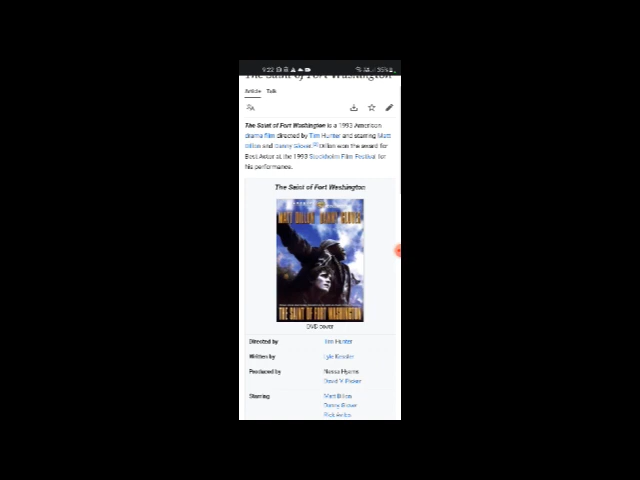 9:23
The Saint of Fort Washington
Article Talk
The Saint of Fort Washington is a 1993 American
drama film directed by Tim Hunter and starring Matt
Dillon and Danny Glover.[2] Dillon won the award for
Best Actor at the 1993 Stockholm Film Festival for
his performance.
The Saint of Fort Washington
MATT DILLON DANNY GLOVER
THE SAINT OF FORT WASHINGTON
DVD cover
Directed by Tim Hunter
Written by Lyle Kessler
Produced by Nessa Hyams
David V. Picker
Starring Matt Dillon
Danny Glover
Rick Aviles